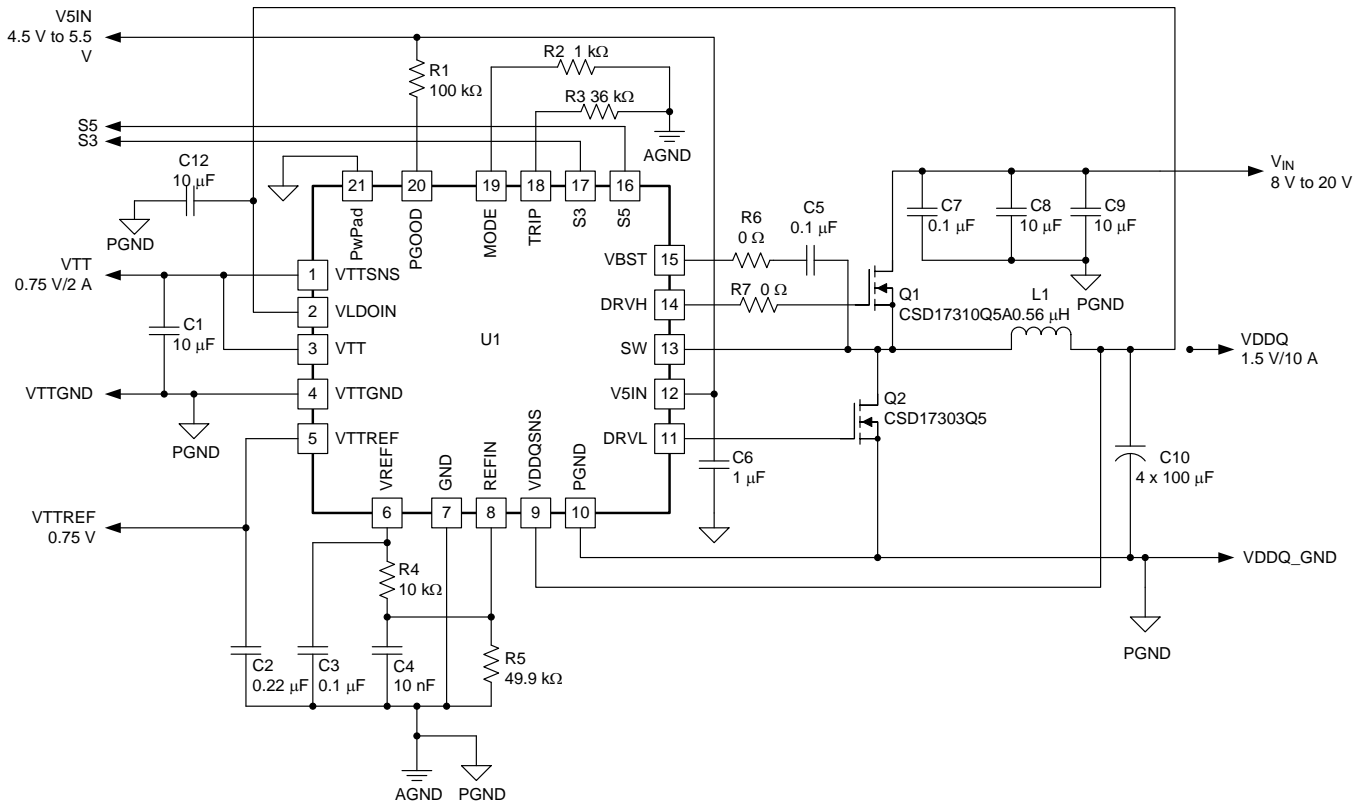 V5IN
4.5 V to 5.5
V
R1
100 kΩ
R2 1 kΩ
R3 36 kΩ
AGND
S5
S3
C12
10 μF
PGND
21
20
19
18
17
16
PwPad
PGOOD
MODE
TRIP
S3
S5
VIN
8 V to 20 V
C7
0.1 μF
C8
10 μF
C9
10 μF
PGND
R6
0 Ω
C5
0.1 μF
VTT
0.75 V/2 A
1 VTTSNS
2 VLDOIN
3 VTT
4 VTTGND
5 VTTREF
C1
10 μF
VTTGND
PGND
U1
VBST 15
DRVH 14
SW 13
V5IN 12
DRVL 11
R7 0 Ω
Q1
CSD17310Q5A
L1
0.56 μH
VDDQ
1.5 V/10 A
Q2
CSD17303Q5
C6
1 μF
C10
4 x 100 μF
VREF
GND
REFIN
VDDQSNS
PGND
6
7
8
9
10
VTTREF
0.75 V
VDDQ_GND
PGND
R4
10 kΩ
C2
0.22 μF
C3
0.1 μF
C4
10 nF
R5
49.9 kΩ
AGND
PGND